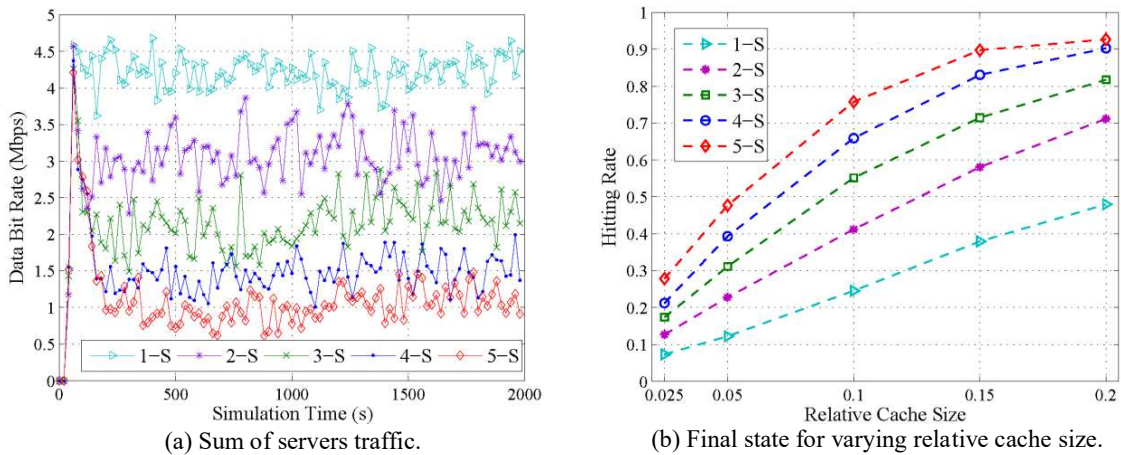 5
4.5
4
3.5
3
2.5
2
1.5
1
0.5
0
Data Bit Rate (Mbps)
1−S 2−S 3−S 4−S 5−S
0 500 1000 1500 2000
Simulation Time (s)
(a) Sum of servers traffic.
1
0.9
0.8
0.7
0.6
0.5
0.4
0.3
0.2
0.1
0
Hitting Rate
1−S
2−S
3−S
4−S
5−S
0.025 0.05 0.1 0.15 0.2
Relative Cache Size
(b) Final state for varying relative cache size.